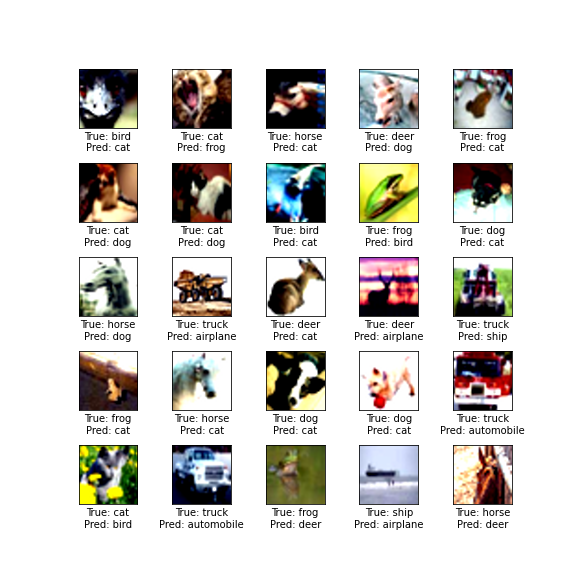 True: bird
Pred: cat
True: cat
Pred: frog
True: horse
Pred: cat
True: deer
Pred: dog
True: frog
Pred: cat
True: cat
Pred: dog
True: cat
Pred: dog
True: bird
Pred: cat
True: frog
Pred: bird
True: dog
Pred: cat
True: horse
Pred: dog
True: truck
Pred: airplane
True: deer
Pred: cat
True: deer
Pred: airplane
True: truck
Pred: ship
True: frog
Pred: cat
True: horse
Pred: cat
True: dog
Pred: cat
True: dog
Pred: cat
True: truck
Pred: automobile
True: cat
Pred: bird
True: truck
Pred: automobile
True: frog
Pred: deer
True: ship
Pred: airplane
True: horse
Pred: deer